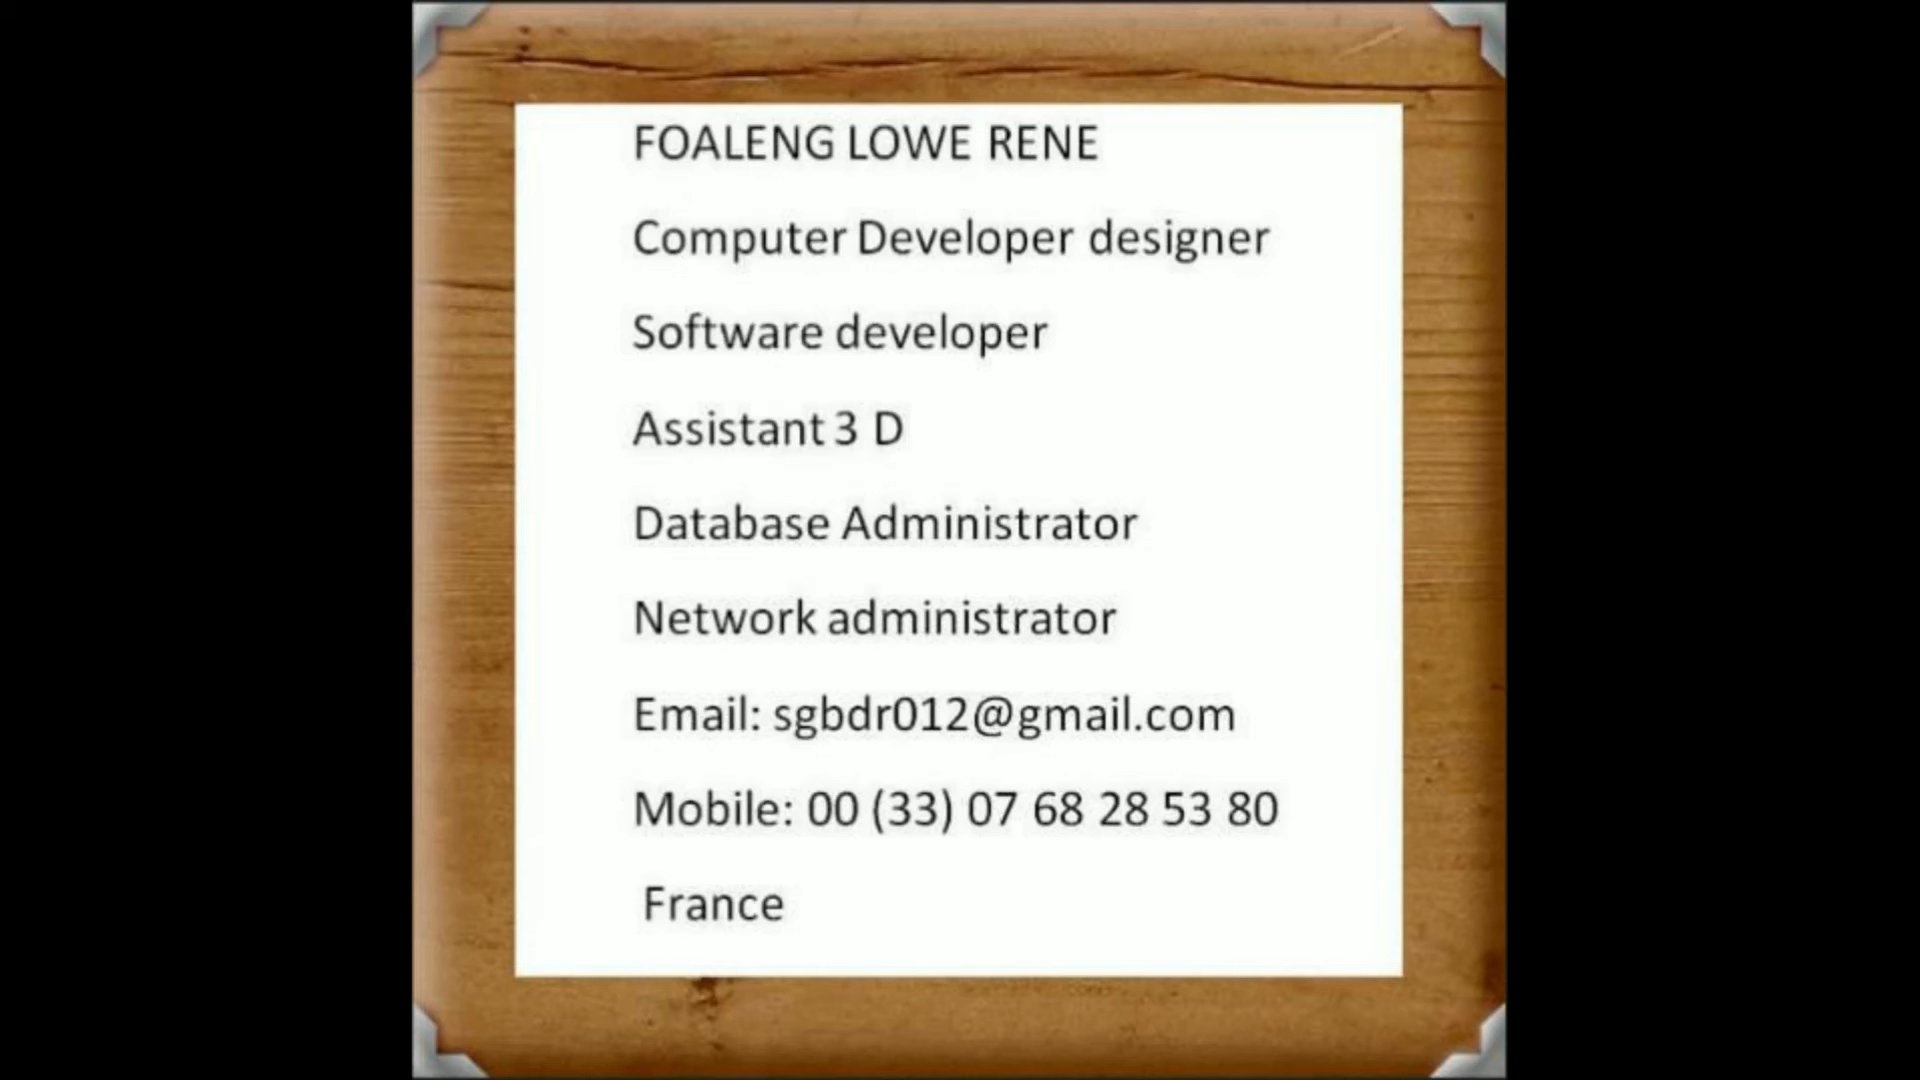 FOALENG LOWE RENE
Computer Developer designer
Software developer
Assistant 3 D
Database Administrator
Network administrator
Email: sgbdr012@gmail.com
Mobile: 00 (33) 07 68 28 53 80
France